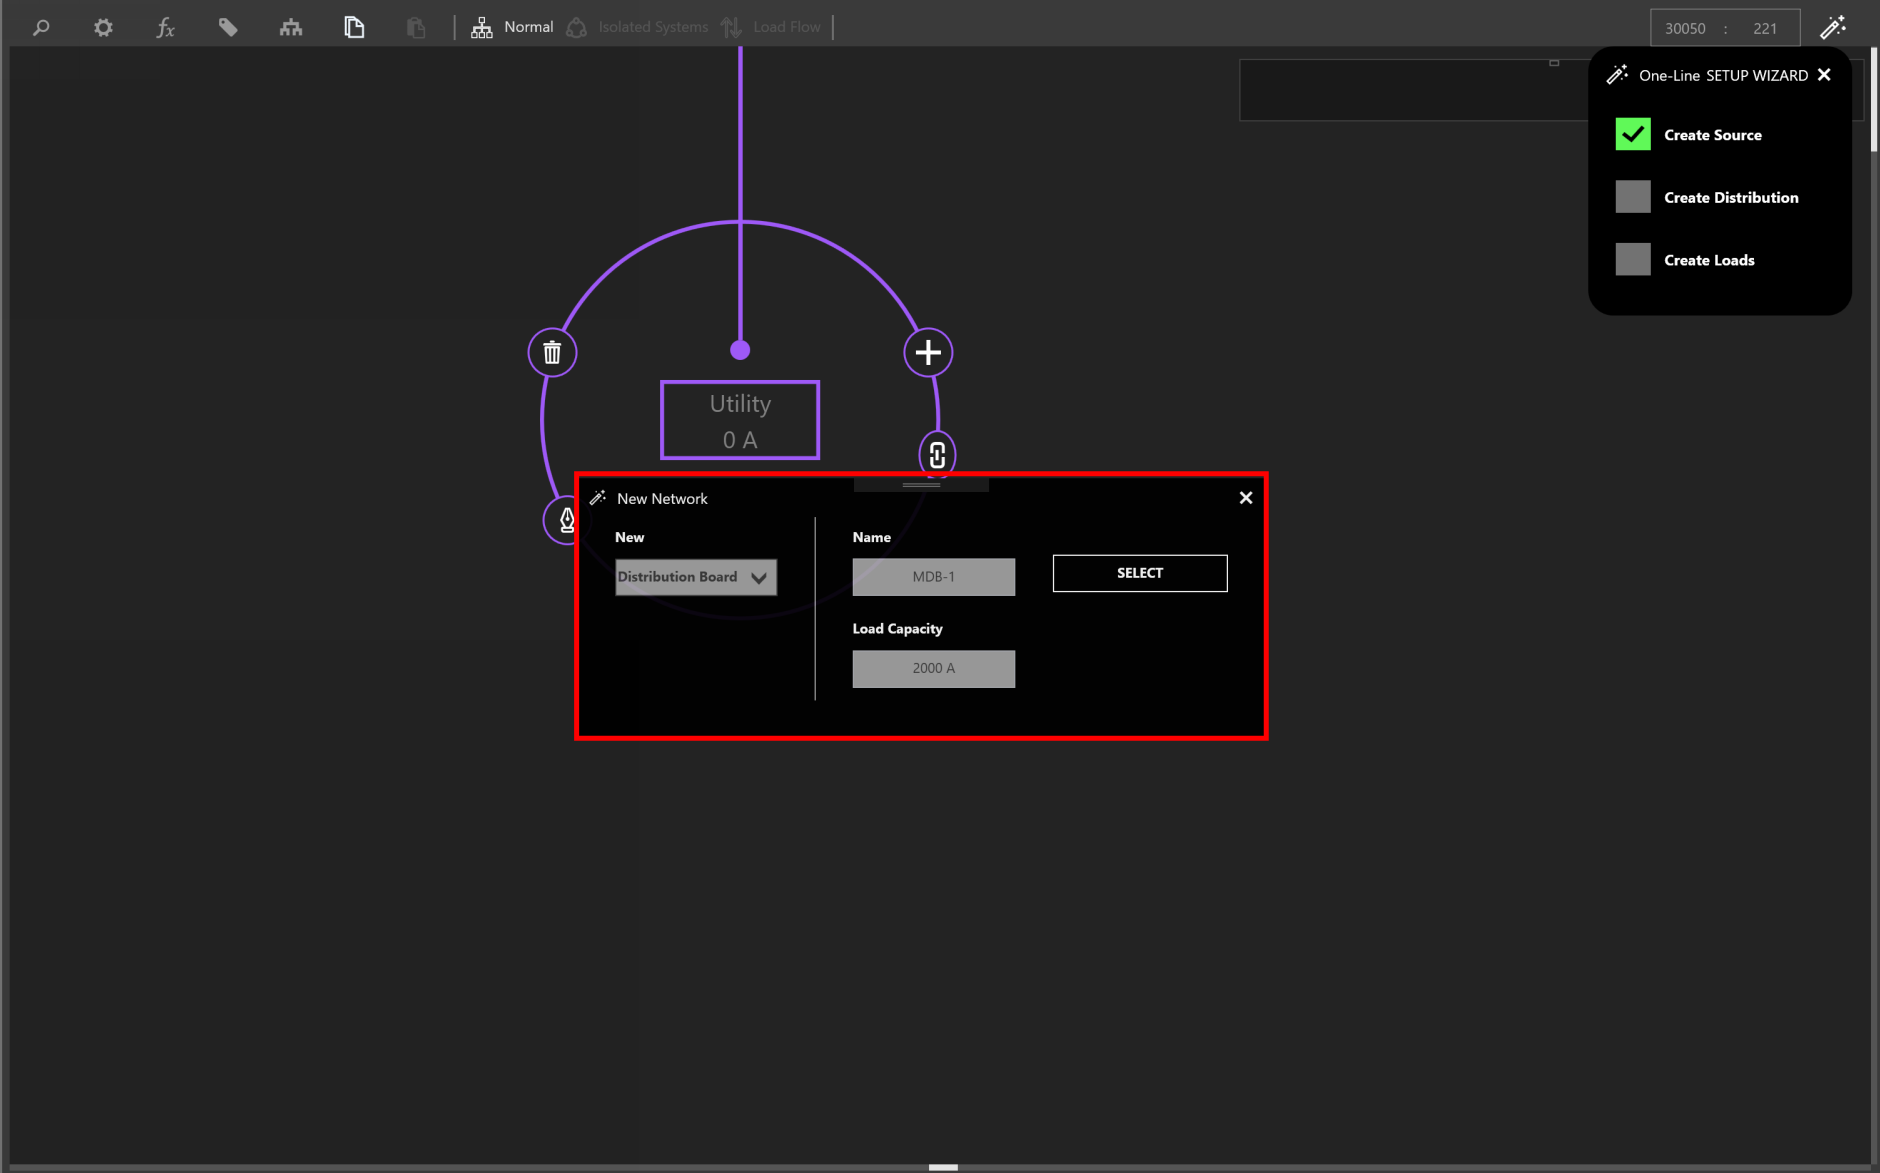 fx
Normal
Isolated Systems
Load Flow
30050 : 221
One-Line SETUP WIZARD
Create Source
Create Distribution
Create Loads
Utility
0 A
New Network
New
Distribution Board
Name
MDB-1
SELECT
Load Capacity
2000 A